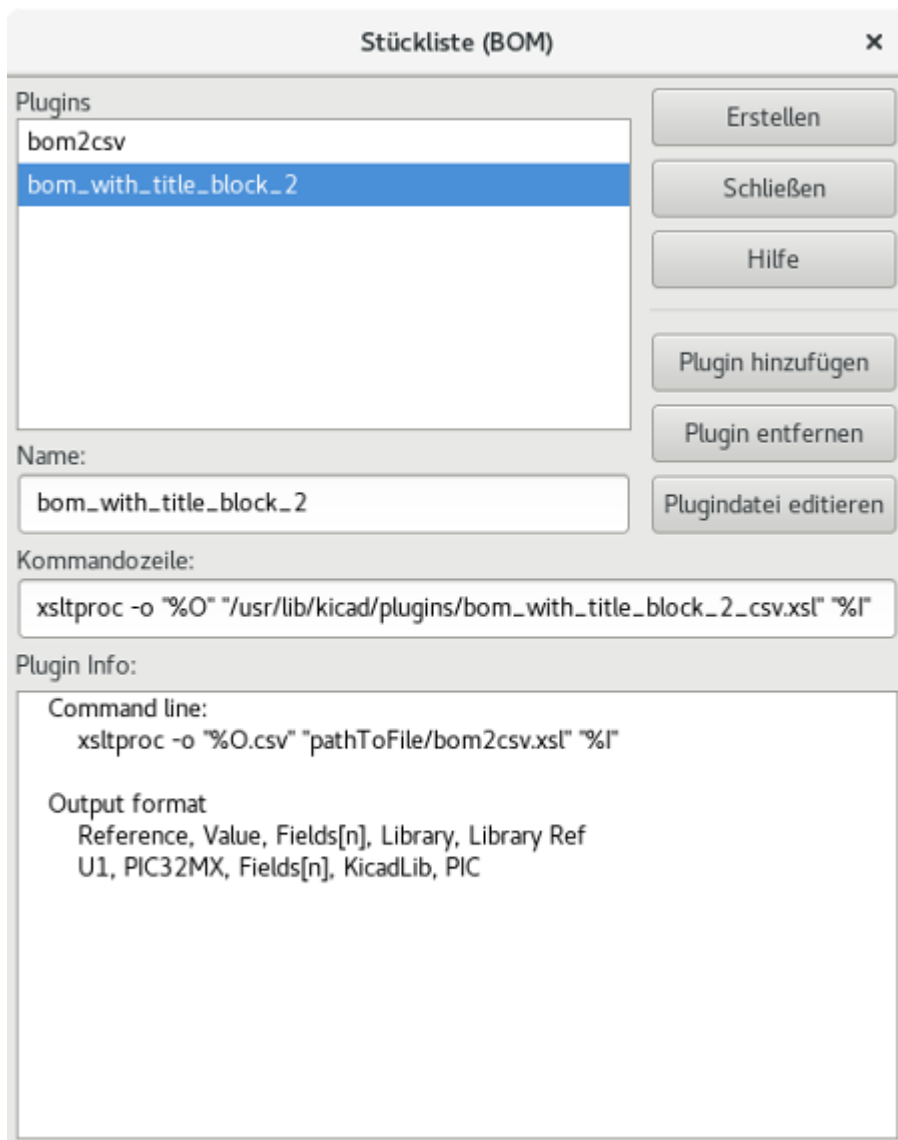 Stückliste (BOM)
Plugins
bom2csv
bom_with_title_block_2
Erstellen
Schließen
Hilfe
Plugin hinzufügen
Plugin entfernen
Plugindatei editieren
Name:
bom_with_title_block_2
Kommandozeile:
xsltproc -o "%O" "/usr/lib/kicad/plugins/bom_with_title_block_2_csv.xsl" "%I"
Plugin Info:
Command line:
xsltproc -o "%O.csv" "pathToFile/bom2csv.xsl" "%I"
Output format
Reference, Value, Fields[n], Library, Library Ref
U1, PIC32MX, Fields[n], KicadLib, PIC